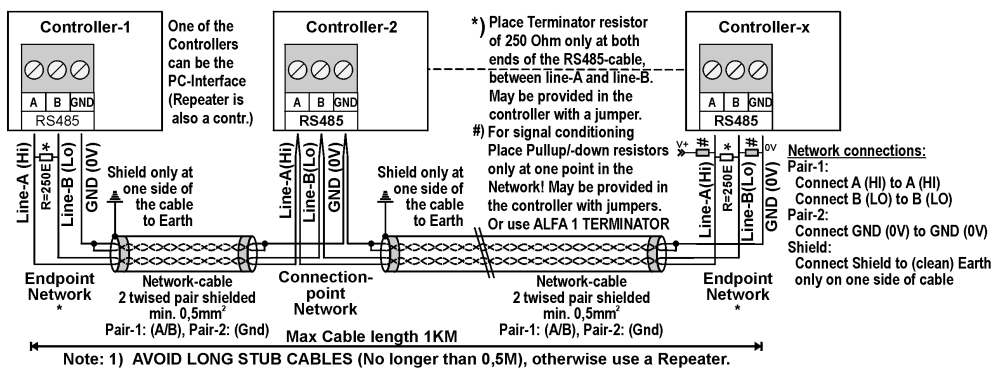 Controller-1
A B GND
RS485
One of the
Controllers
can be the
PC-Interface
(Repeater is
also a contr.)
Controller-2
A B GND
RS485
*) Place Terminator resistor
of 250 Ohm only at both
ends of the RS485-cable,
between line-A and line-B.
May be provided in the
controller with a jumper.
#) For signal conditioning
Place Pullup/-down resistors
only at one point in the
Network! May be provided in
the controller with jumpers.
Or use ALFA 1 TERMINATOR
Controller-x
A B GND
RS485
Line-A (Hi)
R=250E *
Line-B (Lo)
GND (0V)
Shield only at
one side of
the cable
to Earth
Line-A(Hi)
Line-B(Lo)
GND (0V)
Shield only at
one side of
the cable
to Earth
V+ # * # 0V
Line-A(Hi)
R=250E
Line-B(Lo)
GND (0V)
Network connections:
Pair-1:
Connect A (HI) to A (HI)
Connect B (LO) to B (LO)
Pair-2:
Connect GND (0V) to GND (0V)
Shield:
Connect Shield to (clean) Earth
only on one side of cable
Endpoint
Network
*
Network-cable
2 twised pair shielded
min. 0,5mm²
Pair-1: (A/B), Pair-2: (Gnd)
Connection-
point
Network
Network-cable
2 twised pair shielded
min. 0,5mm²
Pair-1: (A/B), Pair-2: (Gnd)
Endpoint
Network
*
Max Cable length 1KM
Note: 1) AVOID LONG STUB CABLES (No longer than 0,5M), otherwise use a Repeater.